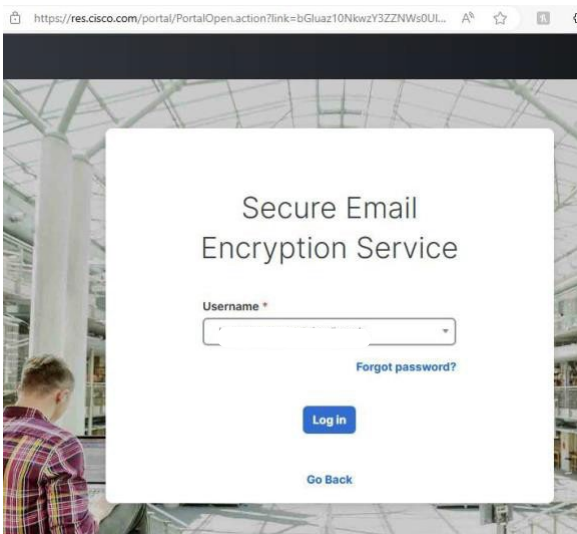 https://res.cisco.com/portal/PortalOpen.action?link=bGluaz10NkwzY3ZZNWs0Ul...
Secure Email
Encryption Service
Username *
Forgot password?
Log in
Go Back